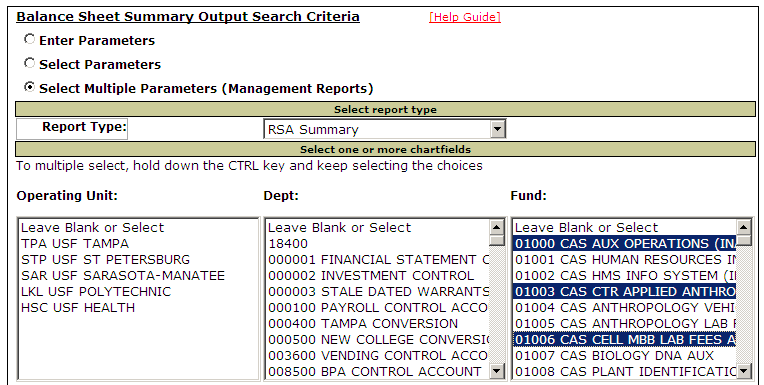 Balance Sheet Summary Output Search Criteria [Help Guide]
Enter Parameters
Select Parameters
Select Multiple Parameters (Management Reports)
Select report type
Report Type: RSA Summary
Select one or more chartfields
To multiple select, hold down the CTRL key and keep selecting the choices
Operating Unit: Dept: Fund:
Leave Blank or Select
TPA USF TAMPA
STP USF ST PETERSBURG
SAR USF SARASOTA-MANATEE
LKL USF POLYTECHNIC
HSC USF HEALTH
Leave Blank or Select
18400
000001 FINANCIAL STATEMENT C
000002 INVESTMENT CONTROL
000003 STALE DATED WARRANTS
000100 PAYROLL CONTROL ACCO
000400 TAMPA CONVERSION
000500 NEW COLLEGE CONVERSIO
003600 VENDING CONTROL ACCO
008500 BPA CONTROL ACCOUNT
Leave Blank or Select
01000 CAS AUX OPERATIONS (INA
01001 CAS HUMAN RESOURCES IN
01002 CAS HMS INFO SYSTEM (I
01003 CAS CTR APPLIED ANTHRO
01004 CAS ANTHROPOLOGY VEHI
01005 CAS ANTHROPOLOGY LAB F
01006 CAS CELL MBB LAB FEES A
01007 CAS BIOLOGY DNA AUX
01008 CAS PLANT IDENTIFICATIO